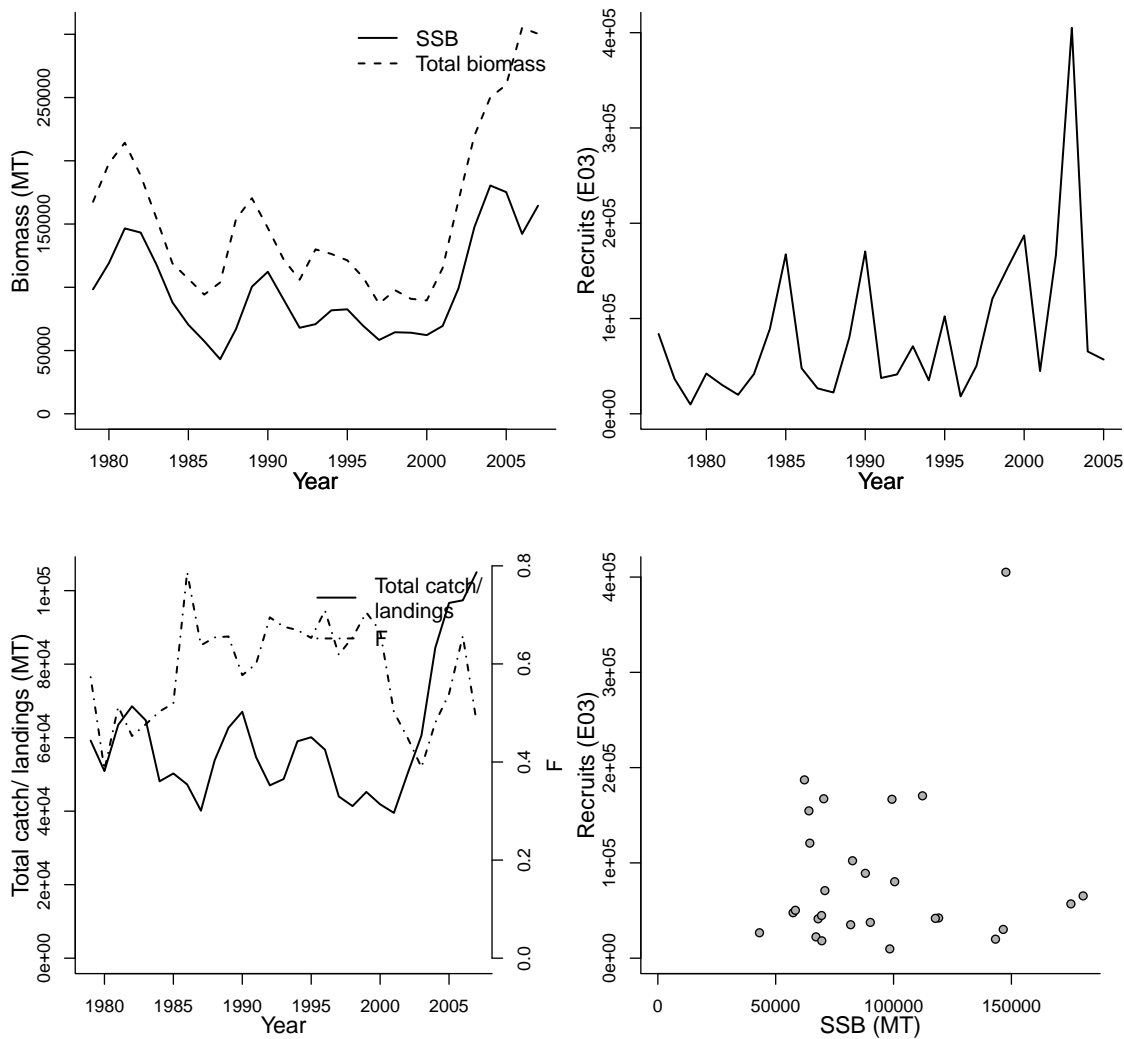 SSB
Total biomass
Biomass (MT)
0
50000
150000
250000
1980 1985 1990 1995 2000 2005
Year
Recruits (E03)
0e+00
1e+05
2e+05
3e+05
4e+05
1980 1985 1990 1995 2000 2005
Year
Total catch/
landings
F
Total catch/ landings (MT)
0e+00
2e+04
4e+04
6e+04
8e+04
1e+05
0.0
0.2
0.4
0.6
0.8
F
1980 1985 1990 1995 2000 2005
Year
Recruits (E03)
0e+00
1e+05
2e+05
3e+05
4e+05
0 50000 100000 150000
SSB (MT)